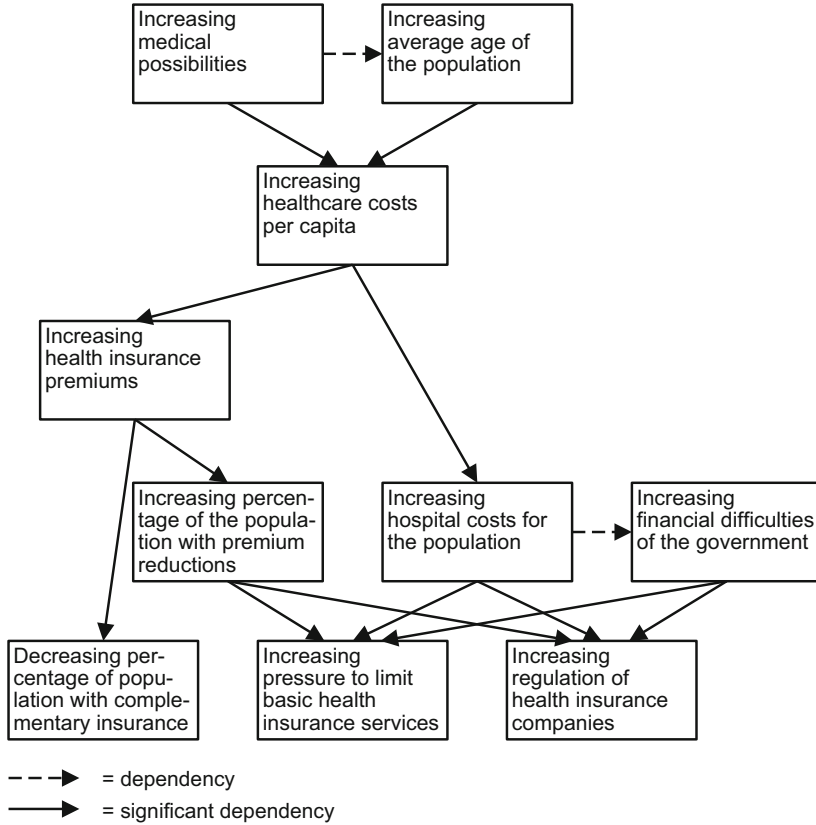 Increasing
medical
possibilities
Increasing
average age of
the population
Increasing
healthcare costs
per capita
Increasing
health insurance
premiums
Increasing percen-
tage of the popula-
tion with premium
reductions
Increasing
hospital costs for
the population
Increasing
financial difficulties
of the government
Decreasing per-
centage of popu-
lation with comple-
mentary insurance
Increasing
pressure to limit
basic health
insurance services
Increasing
regulation of
health insurance
companies
= dependency
= significant dependency